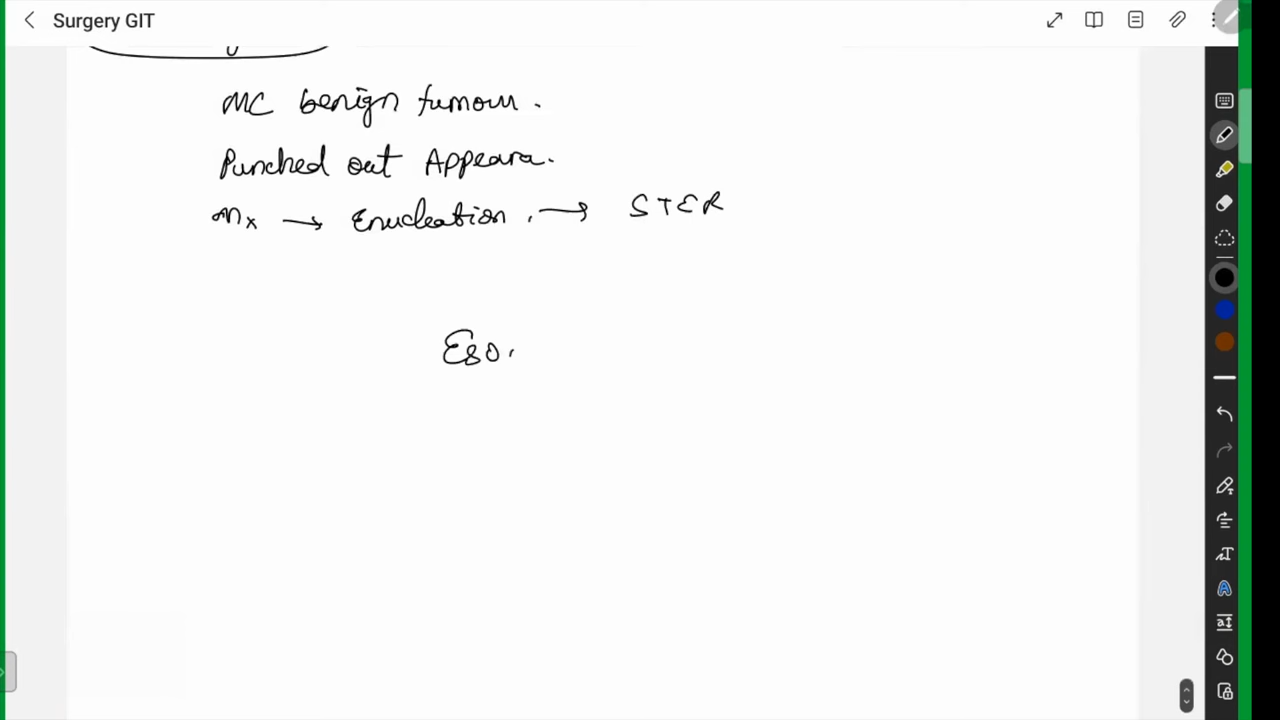 Surgery GIT
MC benign tumour.
Punched out Appeara.
Mx → Enucleation. → STER
Eso.